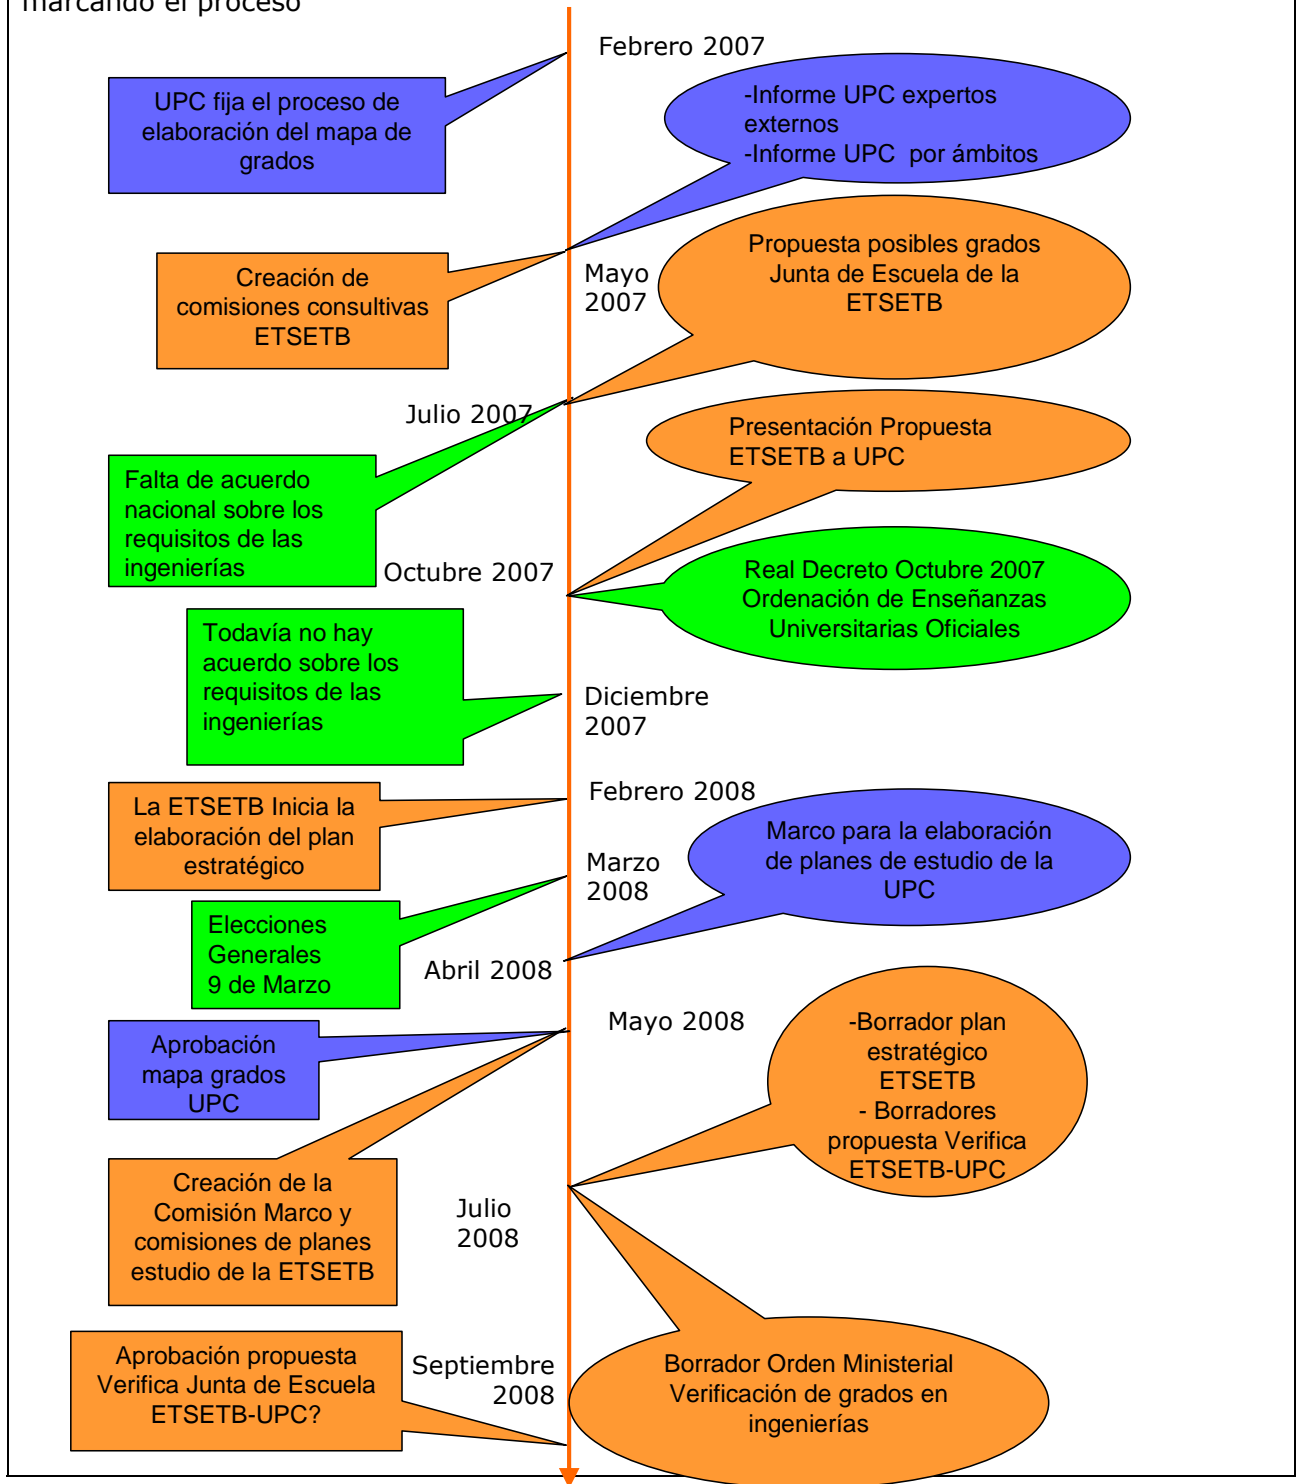 marcando el proceso
Febrero 2007
UPC fija el proceso de
elaboración del mapa de
grados
-Informe UPC expertos
externos
-Informe UPC por ámbitos
Creación de
comisiones consultivas
ETSETB
Mayo
2007
Propuesta posibles grados
Junta de Escuela de la
ETSETB
Julio 2007
Falta de acuerdo
nacional sobre los
requisitos de las
ingenierías
Presentación Propuesta
ETSETB a UPC
Octubre 2007
Real Decreto Octubre 2007
Ordenación de Enseñanzas
Universitarias Oficiales
Todavía no hay
acuerdo sobre los
requisitos de las
ingenierías
Diciembre
2007
La ETSETB Inicia la
elaboración del plan
estratégico
Febrero 2008
Marco para la elaboración
de planes de estudio de la
UPC
Marzo
2008
Elecciones
Generales
9 de Marzo
Abril 2008
Mayo 2008
Aprobación
mapa grados
UPC
-Borrador plan
estratégico
ETSETB
- Borradores
propuesta Verifica
ETSETB-UPC
Creación de la
Comisión Marco y
comisiones de planes
estudio de la ETSETB
Julio
2008
Aprobación propuesta
Verifica Junta de Escuela
ETSETB-UPC?
Septiembre
2008
Borrador Orden Ministerial
Verificación de grados en
ingenierías